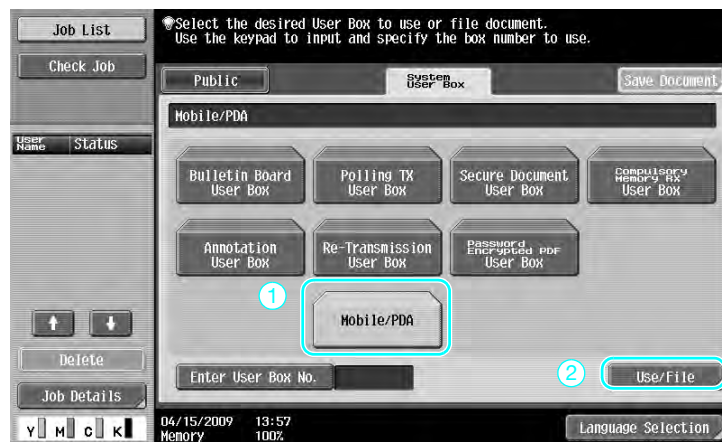 Job List
Check Job
User
Name
Status
Delete
Job Details
Y M C K
Select the desired User Box to use or file document.
Use the keypad to input and specify the box number to use.
Public
System
User Box
Save Document
Mobile/PDA
Bulletin Board
User Box
Polling TX
User Box
Secure Document
User Box
Compulsory
Memory RX
User Box
Annotation
User Box
Re-Transmission
User Box
Password
Encrypted PDF
User Box
1
Mobile/PDA
Enter User Box No.
2
Use/File
04/15/2009 13:57
Memory 100%
Language Selection